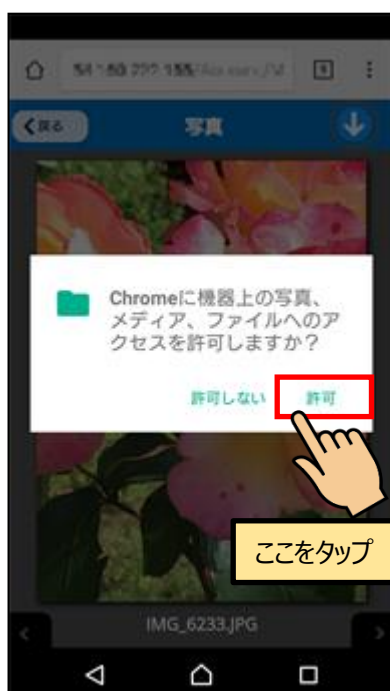 戻る
写真
Chromeに機器上の写真、
メディア、ファイルへのア
クセスを許可しますか？
許可しない
許可
ここをタップ
IMG_6233.JPG